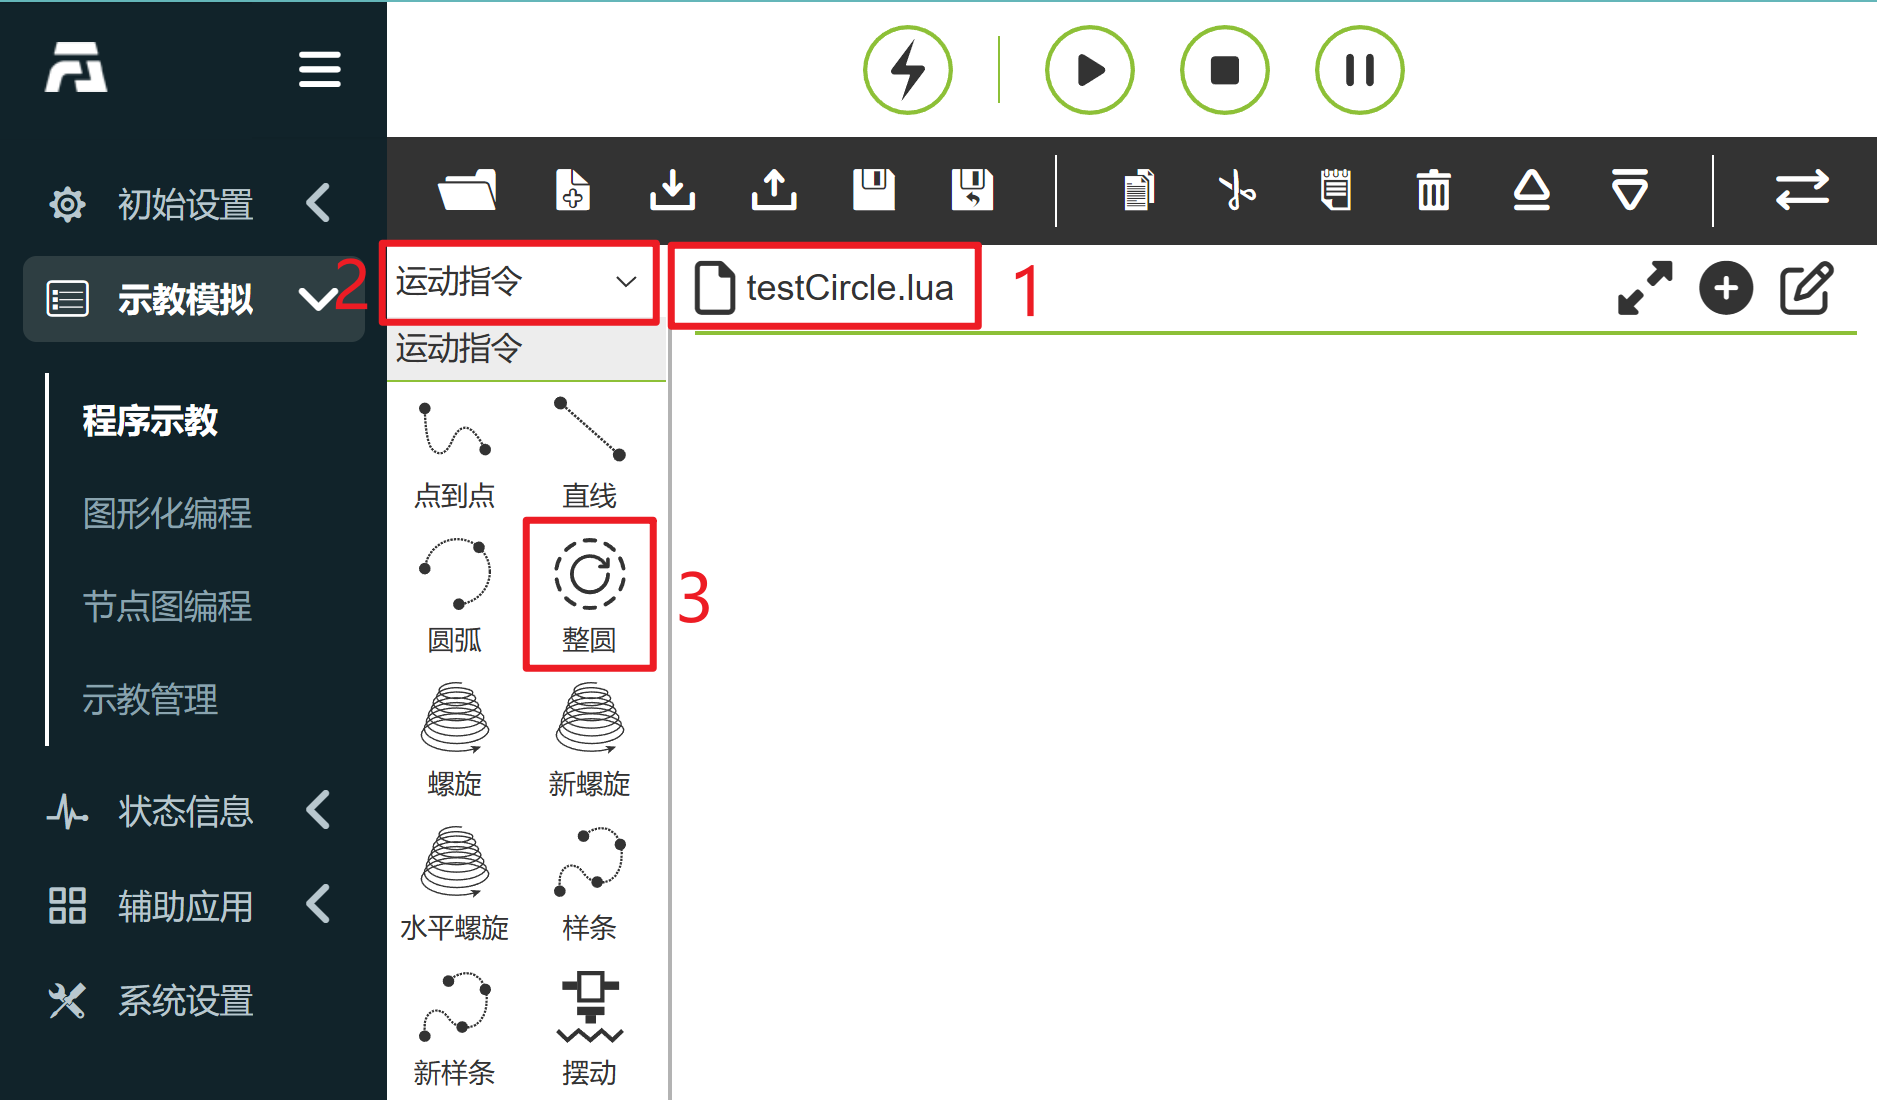 初始设置
示教模拟
程序示教
图形化编程
节点图编程
示教管理
状态信息
辅助应用
系统设置
2
运动指令
testCircle.lua
1
运动指令
点到点
直线
圆弧
整圆
3
螺旋
新螺旋
水平螺旋
样条
新样条
摆动